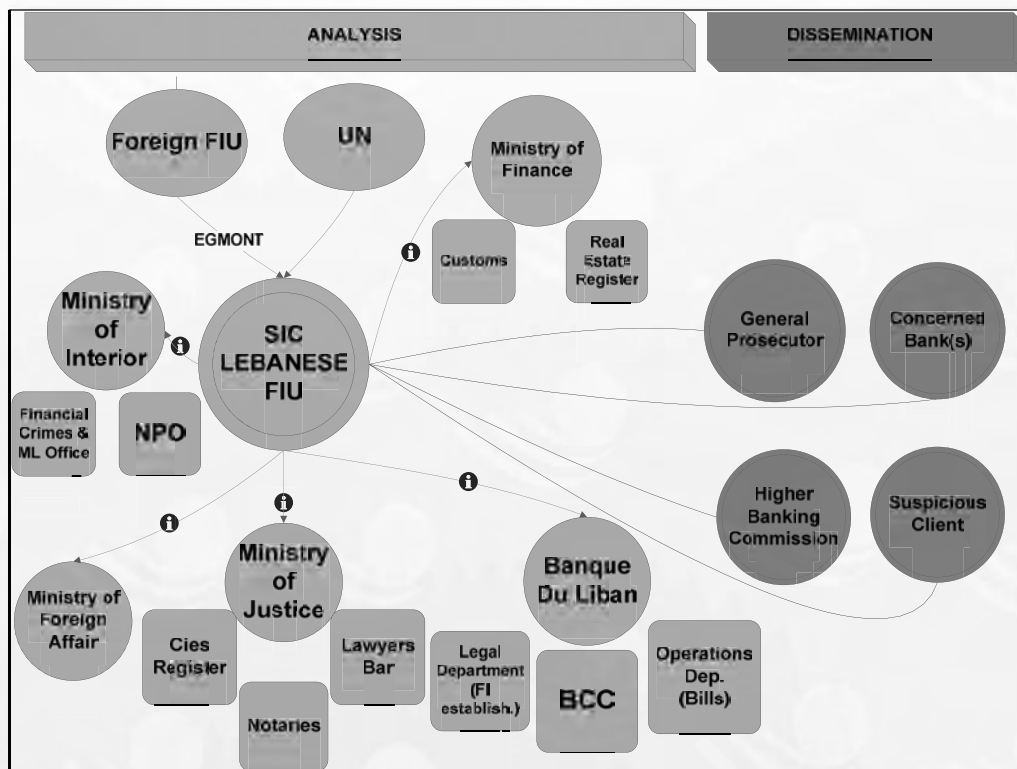 ANALYSIS
DISSEMINATION
Foreign FIU
UN
Ministry of
Finance
EGMONT
Customs
Real
Estate
Register
Ministry
of
Interior
SIC
LEBANESE
FIU
General
Prosecutor
Concerned
Bank(s)
Financial
Crimes &
ML Office
NPO
Higher
Banking
Commission
Suspicious
Client
Ministry of
Foreign
Affair
Ministry
of
Justice
Banque
Du Liban
Cies
Register
Notaries
Lawyers
Bar
Legal
Department
(FI
establish.)
BCC
Operations
Dep.
(Bills)
i
i
i
i
i